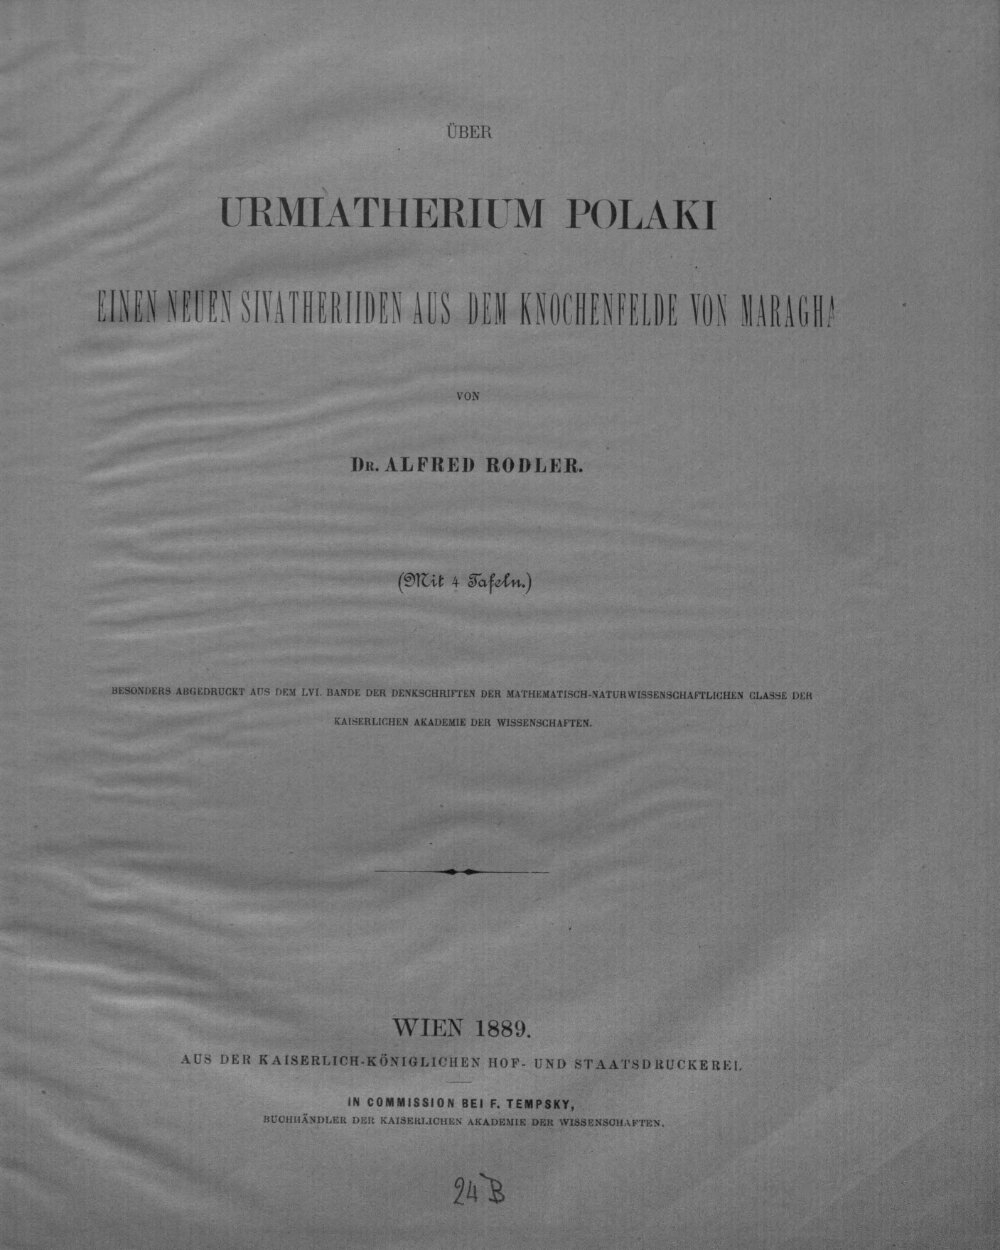 ÜBER
URMIATHERIUM POLAKI
EINEN NEUEN SIVATHERIIDEN AUS DEM KNOCHENFELDE VON MARAGHA
VON
DR. ALFRED RODLER.
(Mit 4 Tafeln.)
BESONDERS ABGEDRUCKT AUS DEM LVI. BANDE DER DENKSCHRIFTEN DER MATHEMATISCH-NATURWISSENSCHAFTLICHEN CLASSE DER
KAISERLICHEN AKADEMIE DER WISSENSCHAFTEN.
WIEN 1889.
AUS DER KAISERLICH-KÖNIGLICHEN HOF- UND STAATSDRUCKEREI.
IN COMMISSION BEI F. TEMPSKY,
BUCHHÄNDLER DER KAISERLICHEN AKADEMIE DER WISSENSCHAFTEN.
24 B